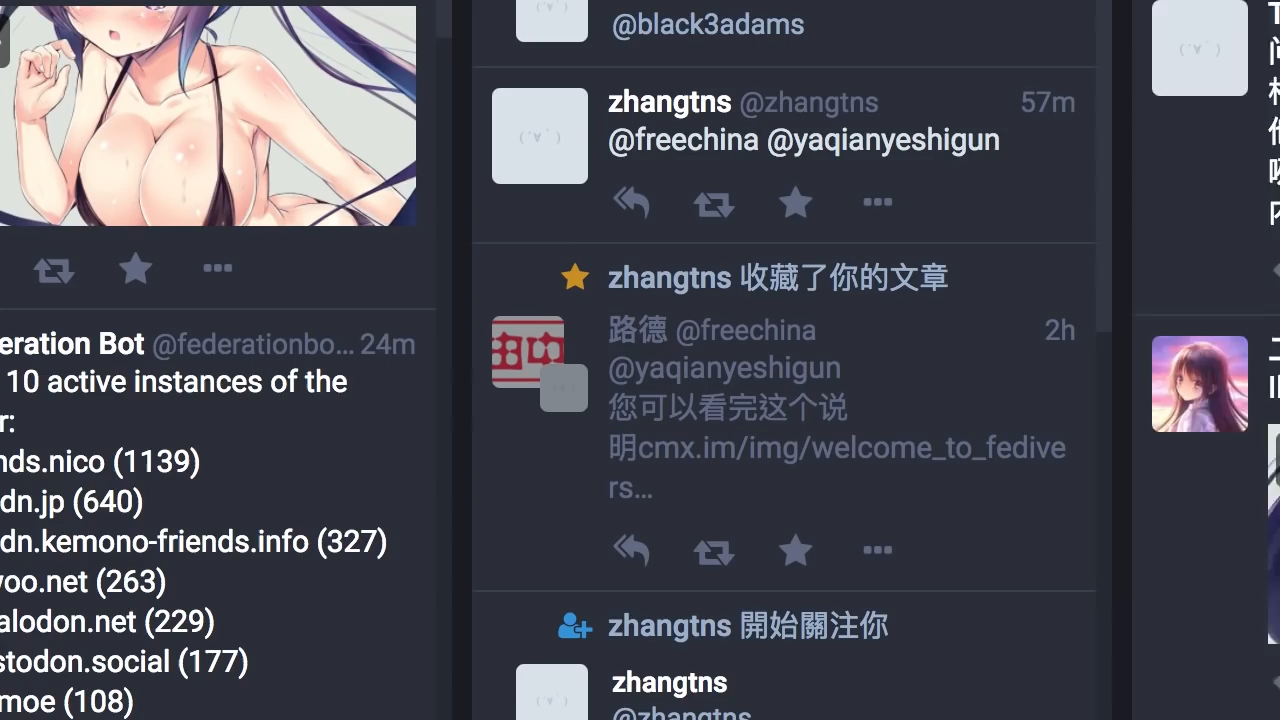 eration Bot @federationbo... 24m
10 active instances of the
r:
nds.nico (1139)
dn.jp (640)
dn.kemono-friends.info (327)
voo.net (263)
alodon.net (229)
stodon.social (177)
moe (108)
@black3adams
zhangtns @zhangtns 57m
@freechina @yaqianyeshigun
zhangtns 收藏了你的文章
路德 @freechina 2h
@yaqianyeshigun
您可以看完这个说
明cmx.im/img/welcome_to_fedive
rs...
zhangtns 開始關注你
zhangtns
@zhangtns